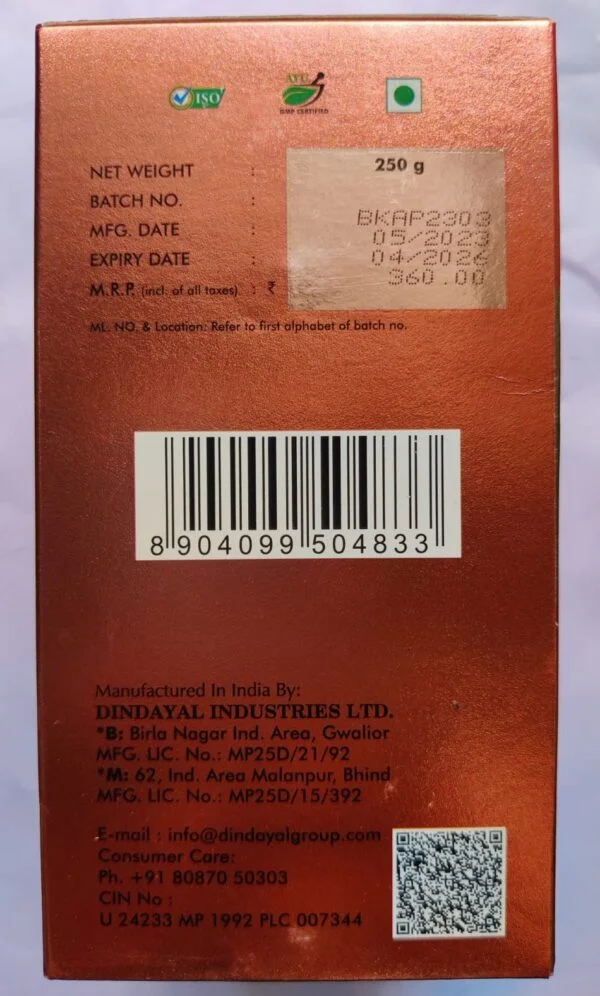 ISO
AYU
GMP CERTIFIED
NET WEIGHT : 250 g
BATCH NO. : BKAP2303
MFG. DATE : 05/2023
EXPIRY DATE : 04/2026
M.R.P. (incl. of all taxes) : ₹ 360.00
ML. NO. & Location: Refer to first alphabet of batch no.
8 904099 504833
Manufactured In India By:
DINDAYAL INDUSTRIES LTD.
*B: Birla Nagar Ind. Area, Gwalior
MFG. LIC. No.: MP25D/21/92
*M: 62, Ind. Area Malanpur, Bhind
MFG. LIC. No.: MP25D/15/392
E-mail : info@dindayalgroup.com
Consumer Care:
Ph. +91 80870 50303
CIN No :
U 24233 MP 1992 PLC 007344